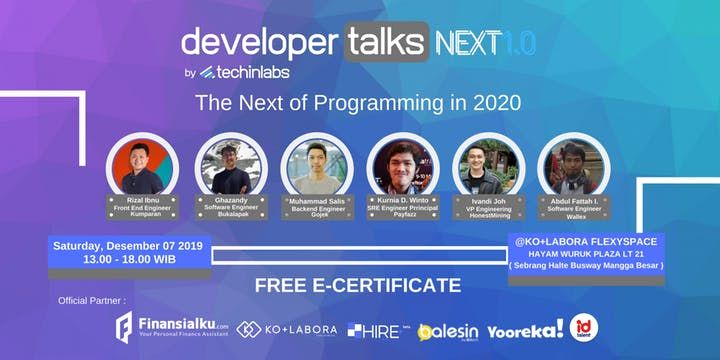 developer talks NEXT1.0
by techinlabs
The Next of Programming in 2020
Rizal Ibnu
Front End Engineer
Kumparan
Ghazandy
Software Engineer
Bukalapak
Muhammad Salis
Backend Engineer
Gojek
Kurnia D. Winto
SRE Engineer Prrincipal
Payfazz
Ivandi Joh
VP Engineering
HonestMining
Abdul Fattah I.
Software Engineer
Wallex
Saturday, Desember 07 2019
13.00 - 18.00 WIB
@KO+LABORA FLEXYSPACE
HAYAM WURUK PLAZA LT 21
( Sebrang Halte Busway Mangga Besar )
FREE E-CERTIFICATE
Official Partner :
Finansialku.com
Your Personal Finance Assistant
KO+LABORA
HIRE beta
balesin
Yooreka!
id
talent